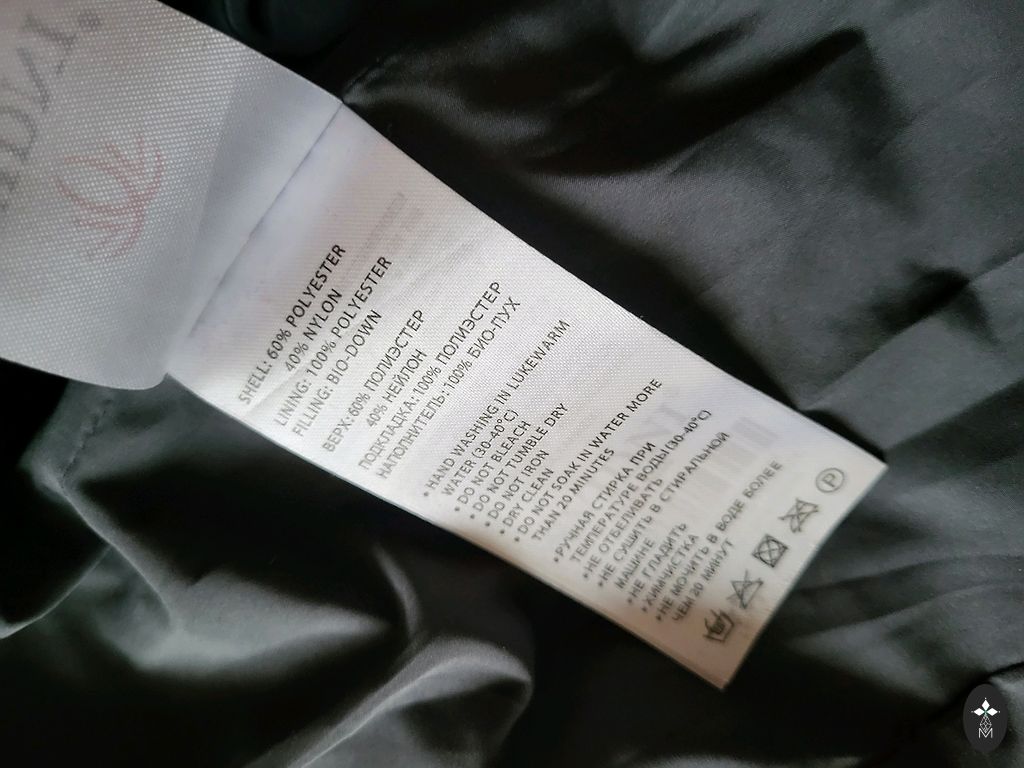 SHELL: 60% POLYESTER
40% NYLON
LINING: 100% POLYESTER
FILLING: BIO-DOWN
ВЕРХ: 60% ПОЛИЭСТЕР
40% НЕЙЛОН
ПОДКЛАДКА: 100% ПОЛИЭСТЕР
НАПОЛНИТЕЛЬ: 100% БИО-ПУХ
• HAND WASHING IN LUKEWARM
WATER (30-40°C)
• DO NOT BLEACH
• DO NOT TUMBLE DRY
• DO NOT IRON
• DRY CLEAN
• DO NOT SOAK IN WATER MORE
THAN 20 MINUTES
• РУЧНАЯ СТИРКА ПРИ
ТЕМПЕРАТУРЕ ВОДЫ (30-40°C)
• НЕ ОТБЕЛИВАТЬ
• НЕ СУШИТЬ В СТИРАЛЬНОЙ
МАШИНЕ
• НЕ ГЛАДИТЬ
• ХИМЧИСТКА
• НЕ МОЧИТЬ В ВОДЕ БОЛЕЕ
ЧЕМ 20 МИНУТ
P
M